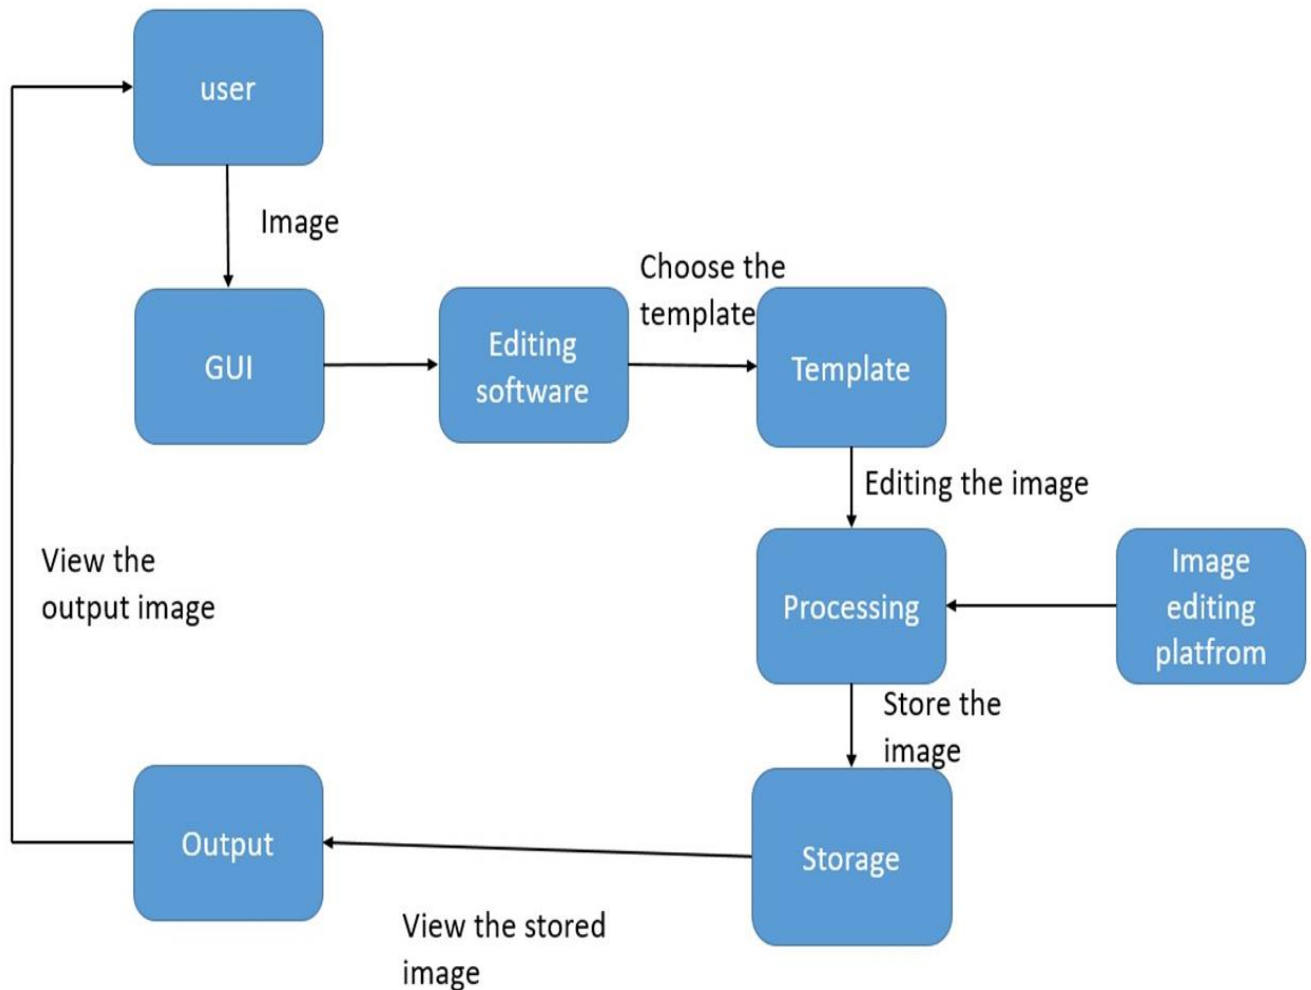 user
Image
Choose the
template
GUI
Editing
software
Template
Editing the image
View the
output image
Processing
Image
editing
platfrom
Store the
image
Output
Storage
View the stored
image